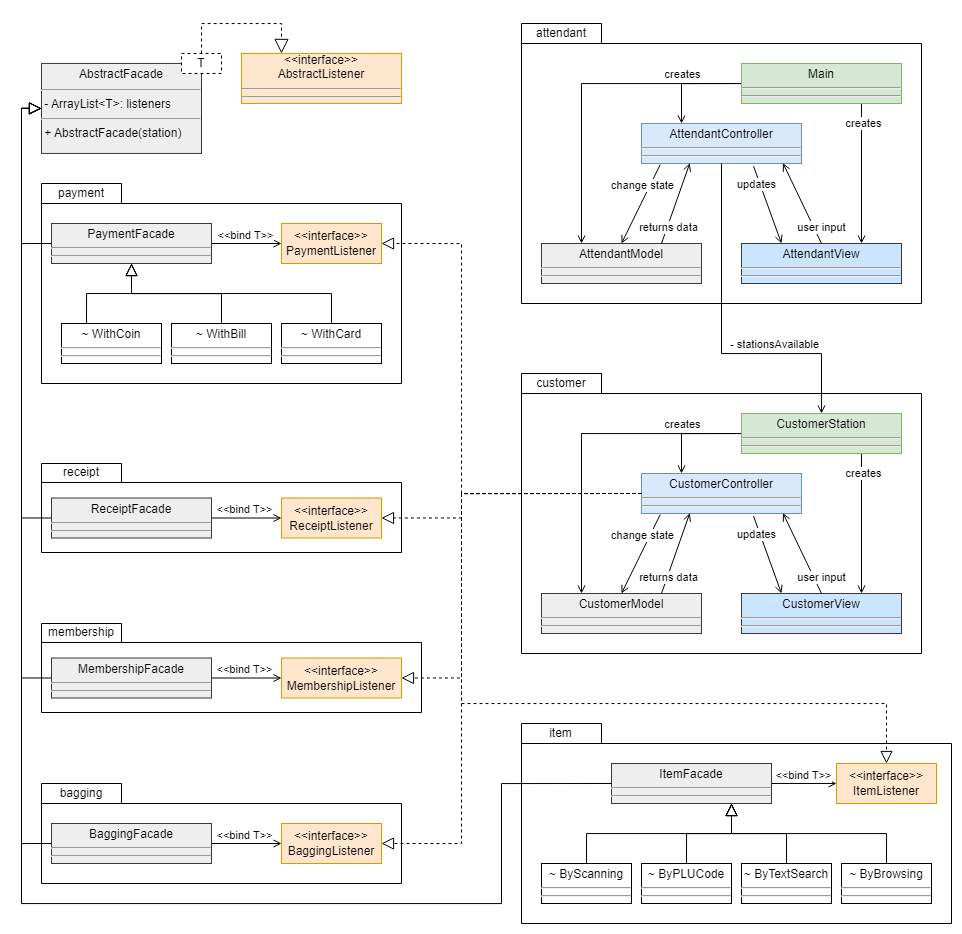 T
AbstractFacade
- ArrayList<T>: listeners
+ AbstractFacade(station)
<<interface>>
AbstractListener
payment
PaymentFacade
<<bind T>>
<<interface>>
PaymentListener
~ WithCoin
~ WithBill
~ WithCard
receipt
ReceiptFacade
<<bind T>>
<<interface>>
ReceiptListener
membership
MembershipFacade
<<bind T>>
<<interface>>
MembershipListener
bagging
BaggingFacade
<<bind T>>
<<interface>>
BaggingListener
attendant
creates
Main
creates
AttendantController
change state
updates
returns data
user input
AttendantModel
AttendantView
- stationsAvailable
customer
creates
CustomerStation
creates
CustomerController
change state
updates
returns data
user input
CustomerModel
CustomerView
item
ItemFacade
<<bind T>>
<<interface>>
ItemListener
~ ByScanning
~ ByPLUCode
~ ByTextSearch
~ ByBrowsing